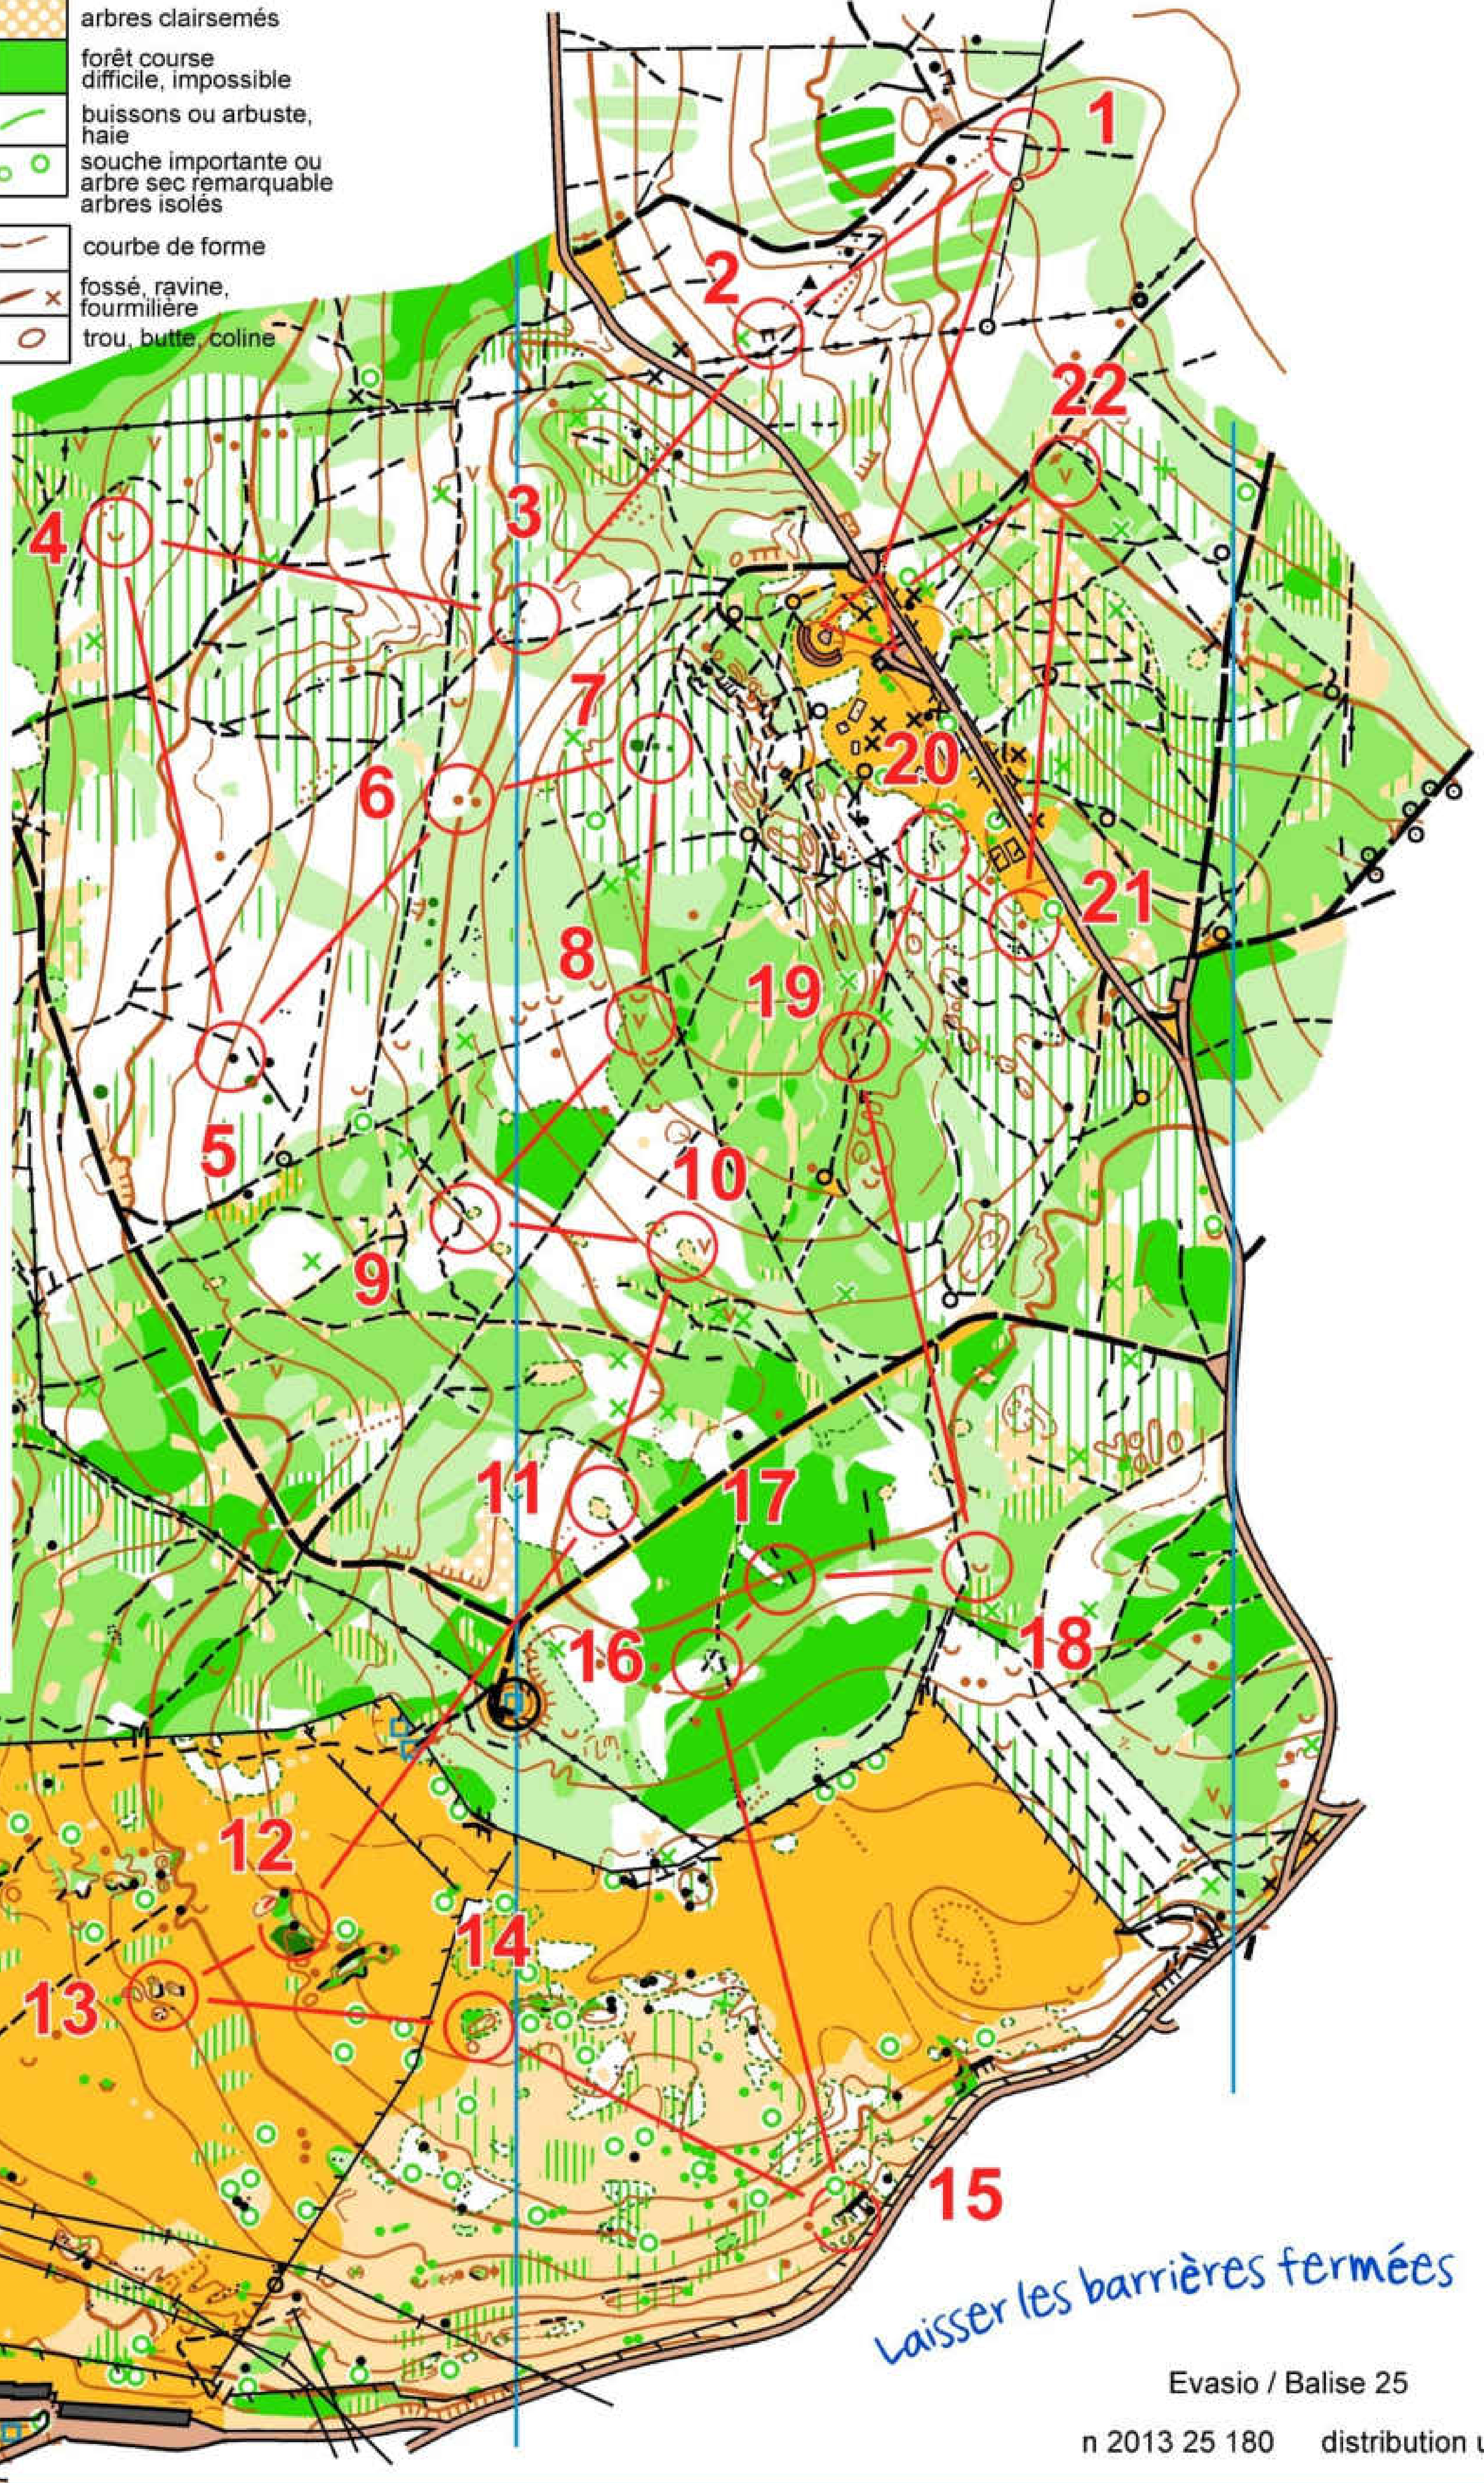 arbres clairsemés
forêt course
difficile, impossible
buissons ou arbuste,
haie
souche importante ou
arbre sec remarquable
arbres isolés
courbe de forme
fossé, ravine,
fourmilière
trou, butte, coline
1
2
22
3
4
7
6
20
21
8
19
5
10
9
11
17
16
18
12
14
13
15
Laisser les barrières fermées
Evasio / Balise 25
n 2013 25 180 distribution